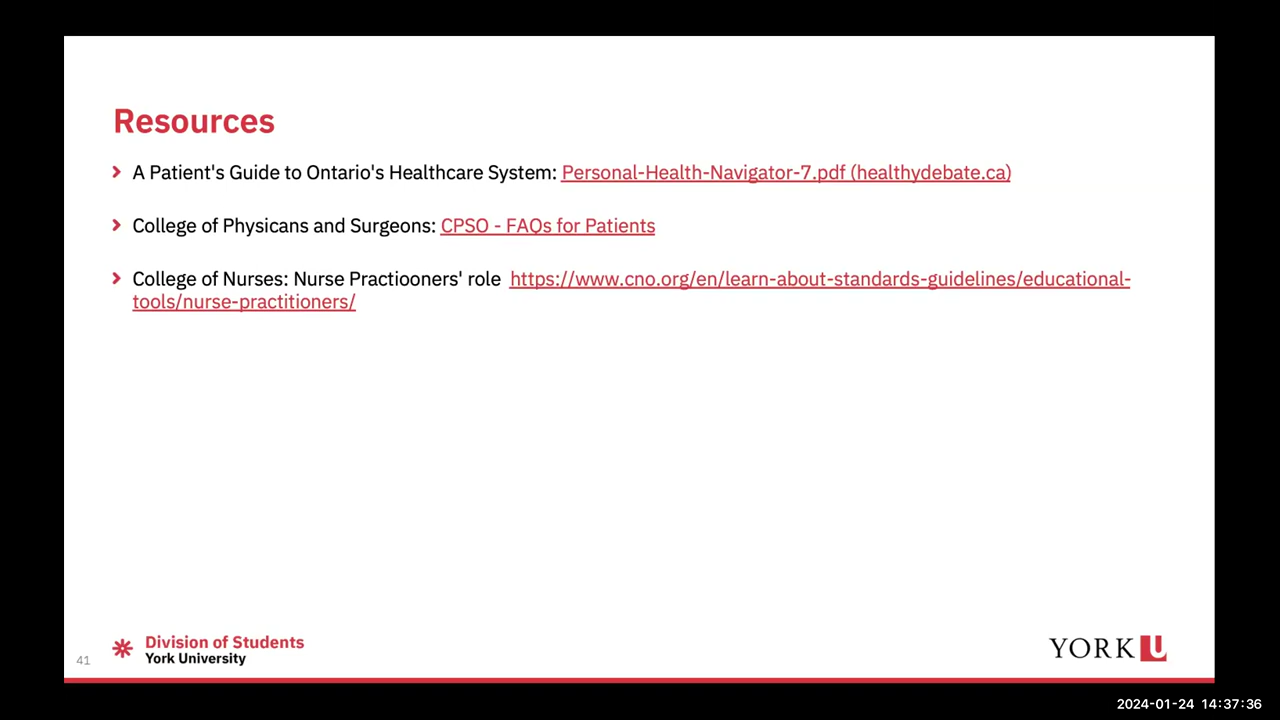 Resources
A Patient's Guide to Ontario's Healthcare System: Personal-Health-Navigator-7.pdf (healthydebate.ca)
College of Physicans and Surgeons: CPSO - FAQs for Patients
College of Nurses: Nurse Practiooners' role https://www.cno.org/en/learn-about-standards-guidelines/educational-
tools/nurse-practitioners/
41
Division of Students
York University
YORK U
2024-01-24 14:37:36